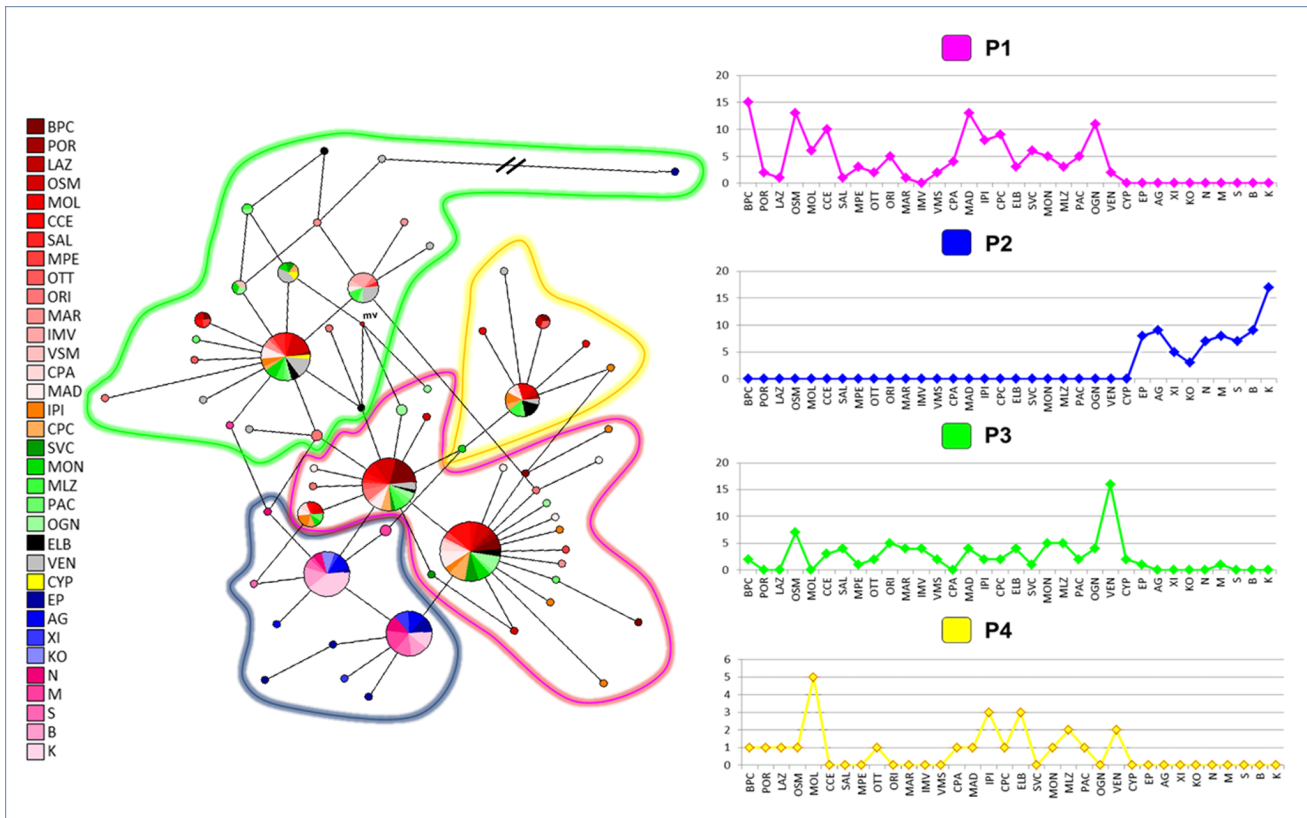 BPC
POR
LAZ
OSM
MOL
CCE
SAL
MPE
OTT
ORI
MAR
IMV
VSM
CPA
MAD
IPI
CPC
SVC
MON
MLZ
PAC
OGN
ELB
VEN
CYP
EP
AG
XI
KO
N
M
S
B
K
mv
P1
20
15
10
5
0
BPC POR LAZ OSM MOL CCE SAL MPE OTT ORI MAR IMV VMS CPA MAD IPI CPC ELB SVC MON MLZ PAC OGN VEN CYP EP AG XI KO N M S B K
P2
20
15
10
5
0
BPC POR LAZ OSM MOL CCE SAL MPE OTT ORI MAR IMV VMS CPA MAD IPI CPC ELB SVC MON MLZ PAC OGN VEN CYP EP AG XI KO N M S B K
P3
20
15
10
5
0
BPC POR LAZ OSM MOL CCE SAL MPE OTT ORI MAR IMV VMS CPA MAD IPI CPC ELB SVC MON MLZ PAC OGN VEN CYP EP AG XI KO N M S B K
P4
6
5
4
3
2
1
0
BPC POR LAZ OSM MOL CCE SAL MPE OTT ORI MAR IMV VMS CPA MAD IPI CPC ELB SVC MON MLZ PAC OGN VEN CYP EP AG XI KO N M S B K